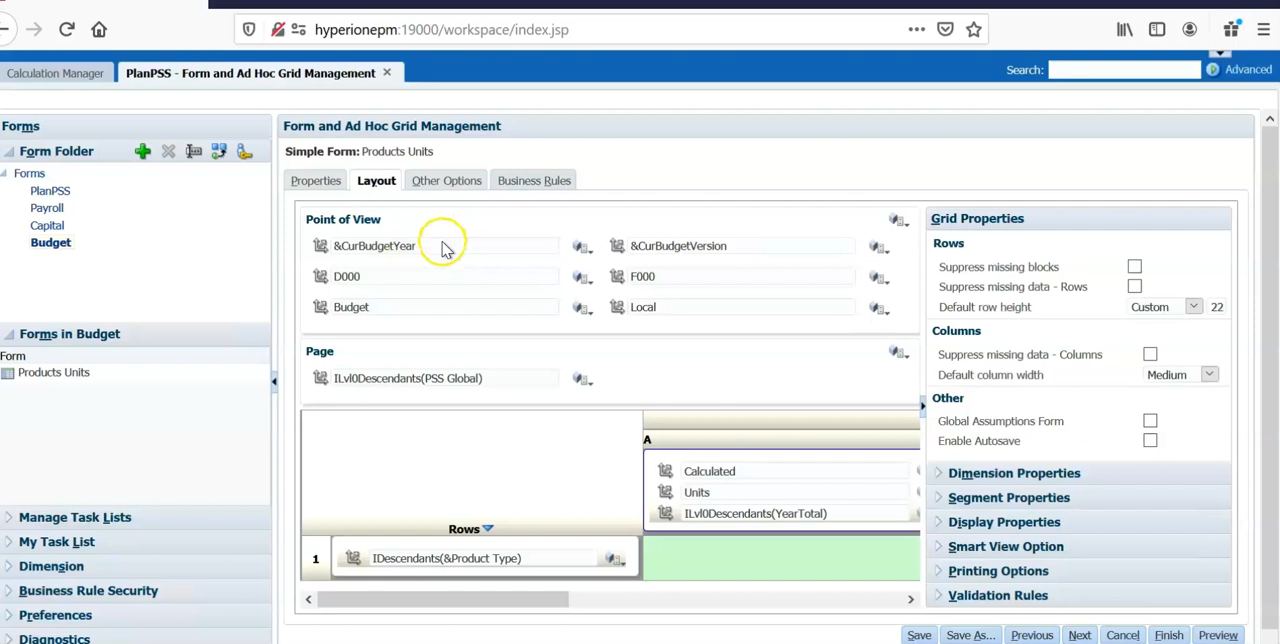 hyperionepm:19000/workspace/index.jsp
Calculation Manager
PlanPSS - Form and Ad Hoc Grid Management
Search:
Advanced
Forms
Form Folder
Forms
PlanPSS
Payroll
Capital
Budget
Forms in Budget
Form
Products Units
Manage Task Lists
My Task List
Dimension
Business Rule Security
Preferences
Diagnostics
Form and Ad Hoc Grid Management
Simple Form: Products Units
Properties
Layout
Other Options
Business Rules
Point of View
&CurBudgetYear
&CurBudgetVersion
D000
F000
Budget
Local
Page
ILvl0Descendants(PSS Global)
A
Calculated
Units
ILvl0Descendants(YearTotal)
Rows
1
IDescendants(&Product Type)
Grid Properties
Rows
Suppress missing blocks
Suppress missing data - Rows
Default row height
Custom
22
Columns
Suppress missing data - Columns
Default column width
Medium
Other
Global Assumptions Form
Enable Autosave
Dimension Properties
Segment Properties
Display Properties
Smart View Option
Printing Options
Validation Rules
Save
Save As...
Previous
Next
Cancel
Finish
Preview